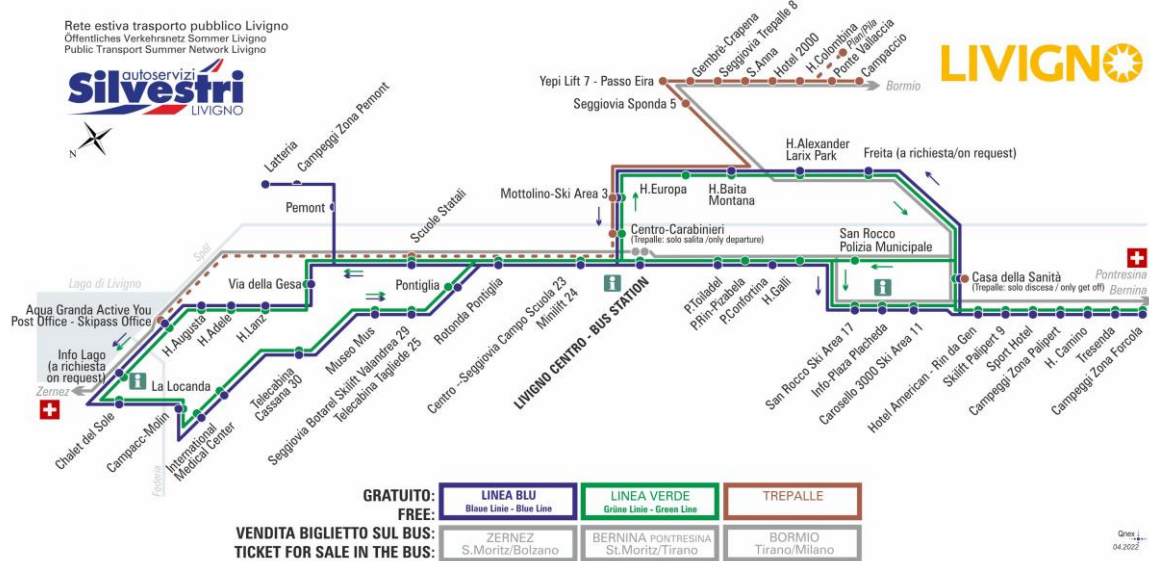 Rete estiva trasporto pubblico Livigno
Öffentliches Verkehrsnetz Sommer Livigno
Public Transport Summer Network Livigno
autoservizi
Silvestri
LIVIGNO
N
LIVIGNO
Gembrè-Crapena
Seggiovia Trepalle 8
S.Anna
Hotel 2000
H.Colombina
Plan/Pila
Ponte Vallaccia
Campaccio
Yepi Lift 7 - Passo Eira
Bormio
Seggiovia Sponda 5
Latteria
Campeggi Zona Pemont
Pemont
Scuole Statali
Mottolino-Ski Area 3
H.Europa
H.Baita
Montana
H.Alexander
Larix Park
Freita (a richiesta/on request)
Centro-Carabinieri
(Trepalle: solo salita /only departure)
San Rocco
Polizia Municipale
Casa della Sanità
(Trepalle: solo discesa / only get off)
Pontresina
Bernina
Spöl
Lago di Livigno
Via della Gesa
Pontiglia
Aqua Granda Active You
Post Office - Skipass Office
H.Augusta
H.Adele
H.Lanz
Info Lago
(a richiesta
on request)
i
Zernez
La Locanda
Chalet del Sole
Campacc-Molin
Federia
International
Medical Center
Telecabina
Cassana 30
Museo Mus
Seggiovia Botarel Skilift Valandrea 29
Telecabina Tagliede 25
Rotonda Pontiglia
Centro --Seggiovia Campo Scuola 23
Minilift 24
i
LIVIGNO CENTRO - BUS STATION
P.Toiladel
PRin-Pizabela
P.Confortina
H.Galli
i
San Rocco Ski Area 17
Info-Plaza Placheda
Carosello 3000 Ski Area 11
Hotel American - Rin da Gen
Skilift Palipert 9
Sport Hotel
Campeggi Zona Palipert
H. Camino
Tresenda
Campeggi Zona Forcola
GRATUITO:
FREE:
LINEA BLU
Blaue Linie - Blue Line
LINEA VERDE
Grüne Linie - Green Line
TREPALLE
VENDITA BIGLIETTO SUL BUS:
TICKET FOR SALE IN THE BUS:
ZERNEZ
S.Moritz/Bolzano
BERNINA PONTRESINA
St.Moritz/Tirano
BORMIO
Tirano/Milano
Qnex
04.2022